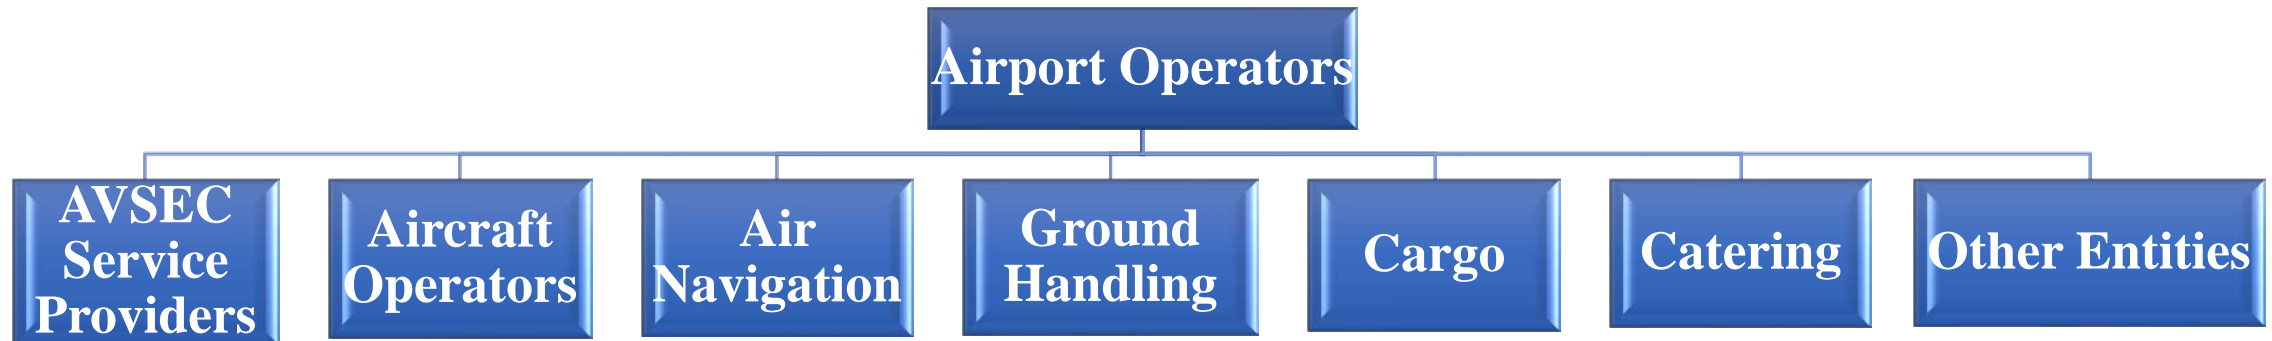 Airport Operators
AVSEC
Service
Providers
Aircraft
Operators
Air
Navigation
Ground
Handling
Cargo
Catering
Other Entities